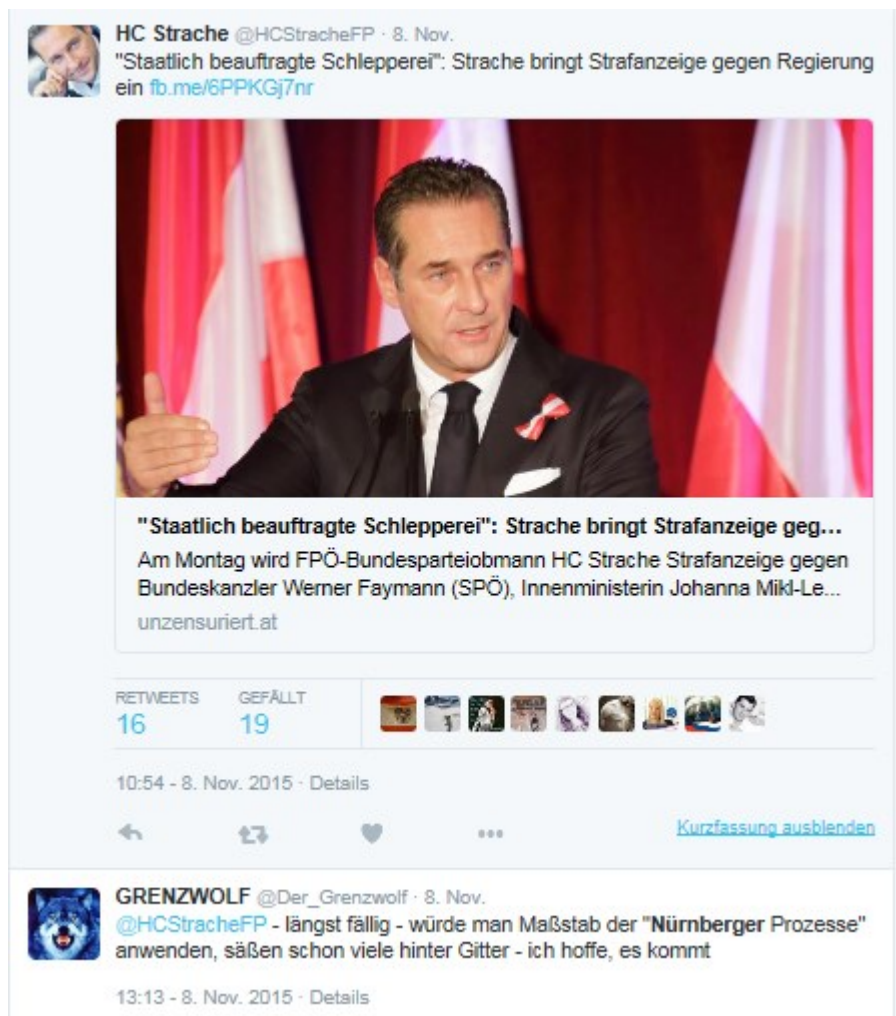 HC Strache @HCStracheFP · 8. Nov.
"Staatlich beauftragte Schlepperei": Strache bringt Strafanzeige gegen Regierung
ein fb.me/6PPKGj7nr
"Staatlich beauftragte Schlepperei": Strache bringt Strafanzeige geg...
Am Montag wird FPÖ-Bundesparteiobmann HC Strache Strafanzeige gegen
Bundeskanzler Werner Faymann (SPÖ), Innenministerin Johanna Mikl-Le...
unzensuriert.at
RETWEETS GEFÄLLT
16 19
10:54 - 8. Nov. 2015 · Details
Kurzfassung ausblenden
GRENZWOLF @Der_Grenzwolf · 8. Nov.
@HCStracheFP - längst fällig - würde man Maßstab der "Nürnberger Prozesse"
anwenden, säßen schon viele hinter Gitter - ich hoffe, es kommt
13:13 - 8. Nov. 2015 · Details